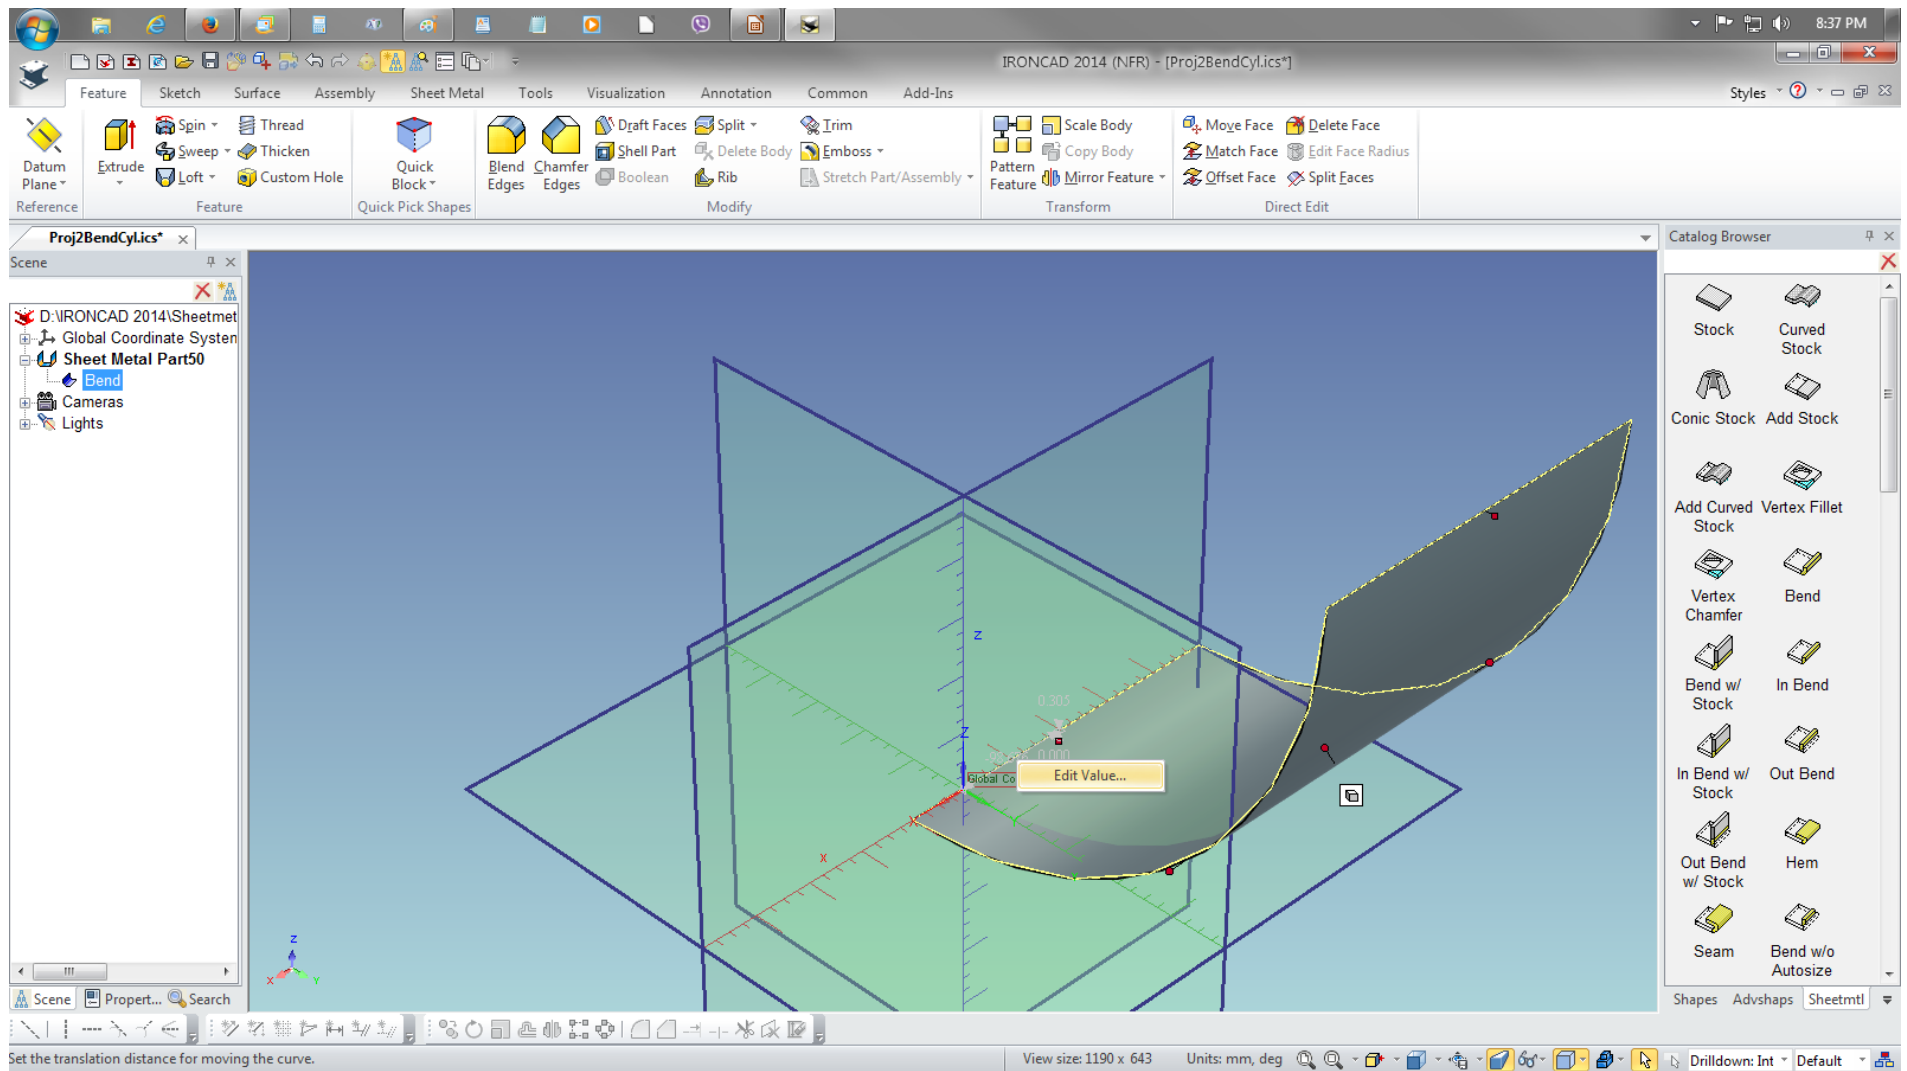 8:37 PM
IRONCAD 2014 (NFR) - [Proj2BendCyl.ics*]
Feature Sketch Surface Assembly Sheet Metal Tools Visualization Annotation Common Add-Ins Styles
Datum Plane
Extrude
Spin
Sweep
Loft
Thread
Thicken
Custom Hole
Quick Block
Blend Edges
Chamfer Edges
Draft Faces
Shell Part
Boolean
Split
Delete Body
Rib
Trim
Emboss
Stretch Part/Assembly
Pattern Feature
Scale Body
Copy Body
Mirror Feature
Move Face
Match Face
Offset Face
Delete Face
Edit Face Radius
Split Faces
Reference Feature Quick Pick Shapes Modify Transform Direct Edit
Proj2BendCyl.ics*
Scene
D:\IRONCAD 2014\Sheetmet
Global Coordinate System
Sheet Metal Part50
Bend
Cameras
Lights
Scene Propert... Search
Z
0.305
Z
0.000
Global Co
Edit Value...
X
Y
X
Y
Z
X
Y
Catalog Browser
Stock
Curved Stock
Conic Stock
Add Stock
Add Curved Stock
Vertex Fillet
Vertex Chamfer
Bend
Bend w/ Stock
In Bend
In Bend w/ Stock
Out Bend
Out Bend w/ Stock
Hem
Seam
Bend w/o Autosize
Shapes Advshaps Sheetmtl
Set the translation distance for moving the curve.
View size: 1190 x 643 Units: mm, deg Drilldown: Int Default